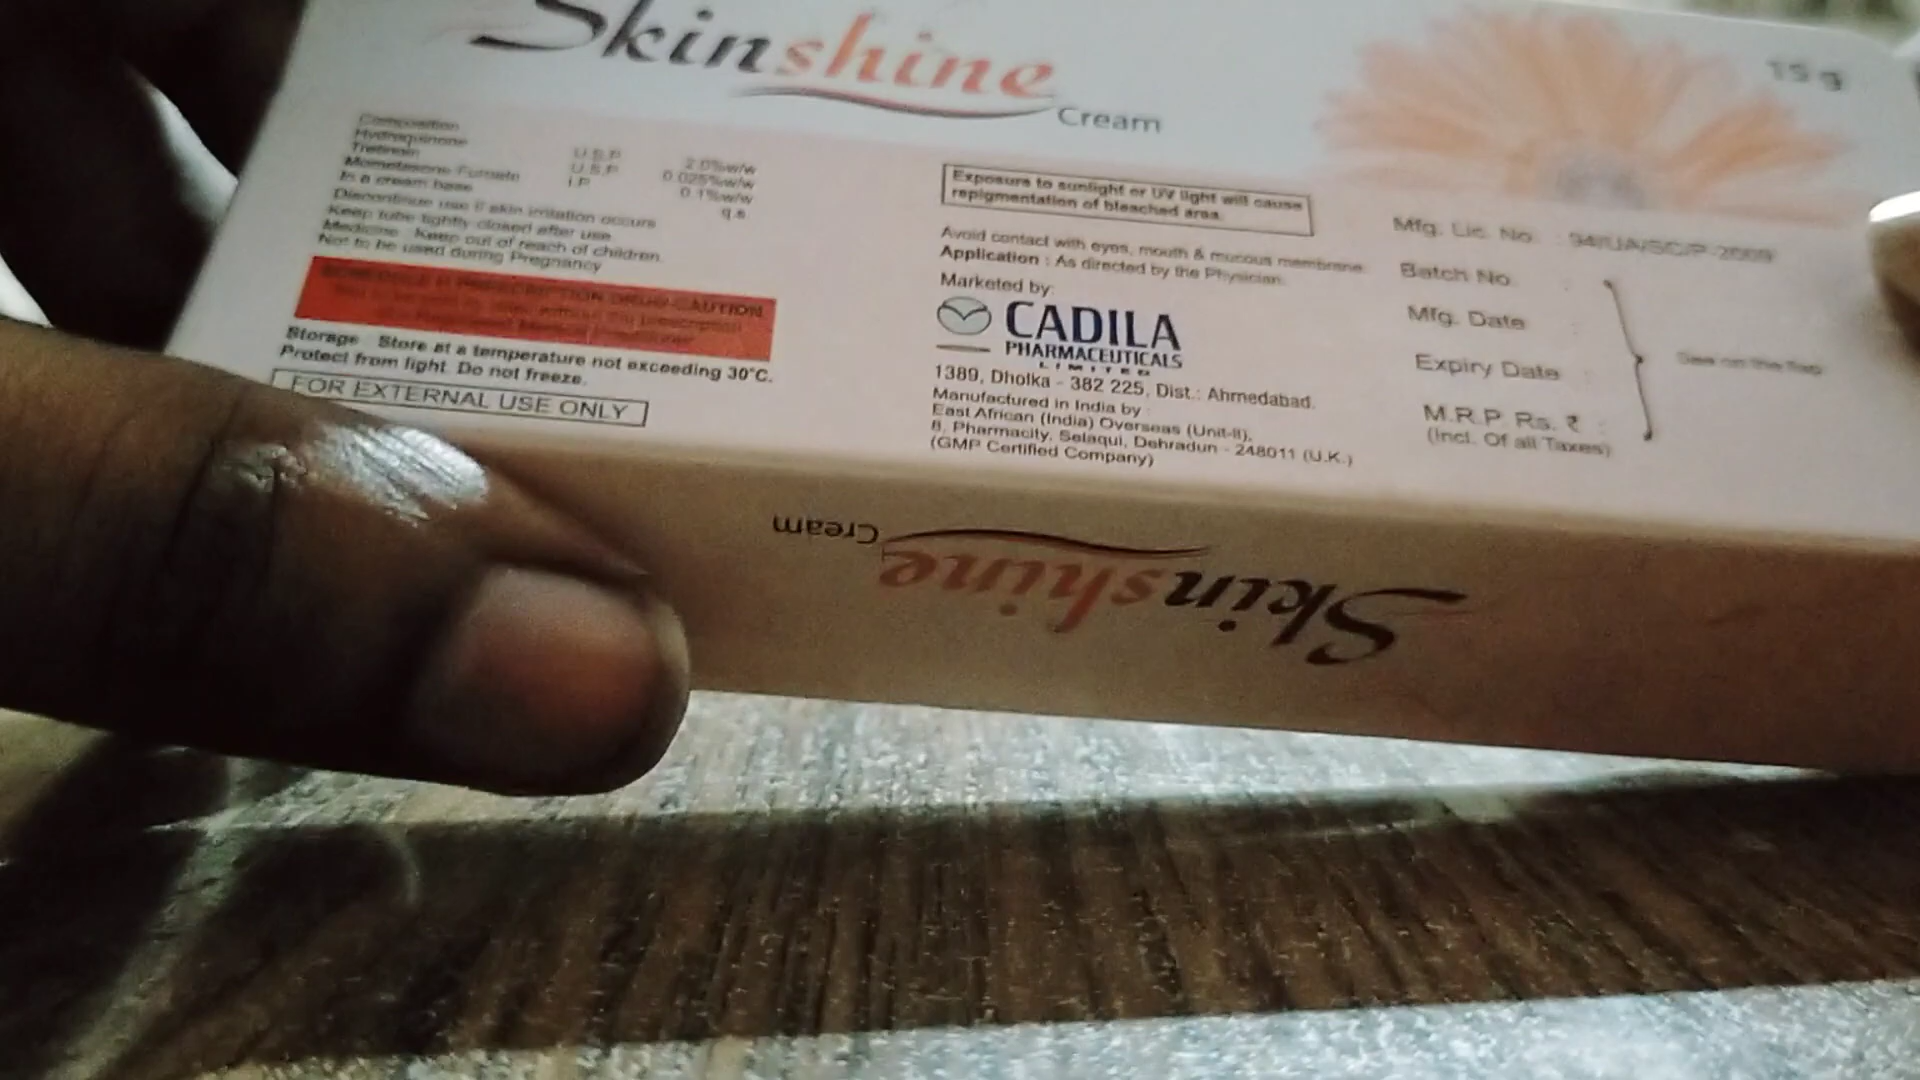 Skinshine
Cream
15 g
Composition
Hydroquinone U.S.P 2.0%w/w
Tretinoin U.S.P 0.025%w/w
Mometasone Furoate I.P 0.1%w/w
In a cream base q.s
Discontinue use if skin irritation occurs
Keep tube tightly closed after use
Medicine : Keep out of reach of children
Not to be used during Pregnancy
PRESCRIPTION DRUG-CAUTION
without the prescription
Storage Store at a temperature not exceeding 30°C.
Protect from light. Do not freeze.
FOR EXTERNAL USE ONLY
Exposure to sunlight or UV light will cause
repigmentation of bleached area.
Avoid contact with eyes, mouth & mucous membrane
Application : As directed by the Physician.
Marketed by:
CADILA
PHARMACEUTICALS
LIMITED
1389, Dholka - 382 225, Dist.: Ahmedabad.
Manufactured in India by :
East African (India) Overseas (Unit-II),
8, Pharmacity, Selaqui, Dehradun - 248011 (U.K.)
(GMP Certified Company)
Mfg. Lic. No. :
Batch No. :
Mfg. Date :
Expiry Date :
M.R.P. Rs. ₹ :
(Incl. Of all Taxes)
See on the flap
Skinshine
Cream